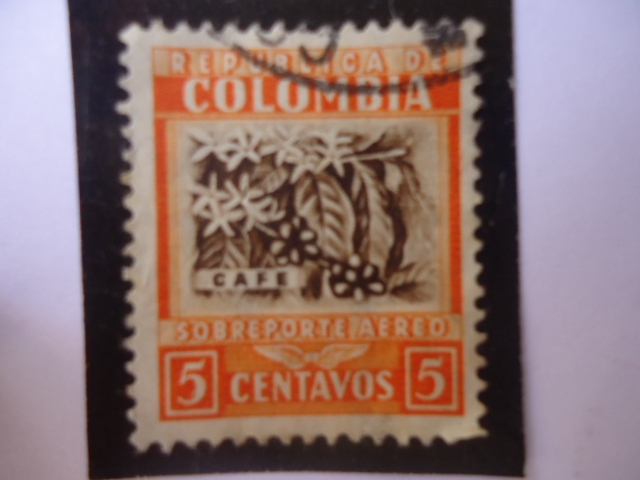 REPUBLICA DE
COLOMBIA
CAFE
SOBREPORTE AEREO
5 CENTAVOS 5